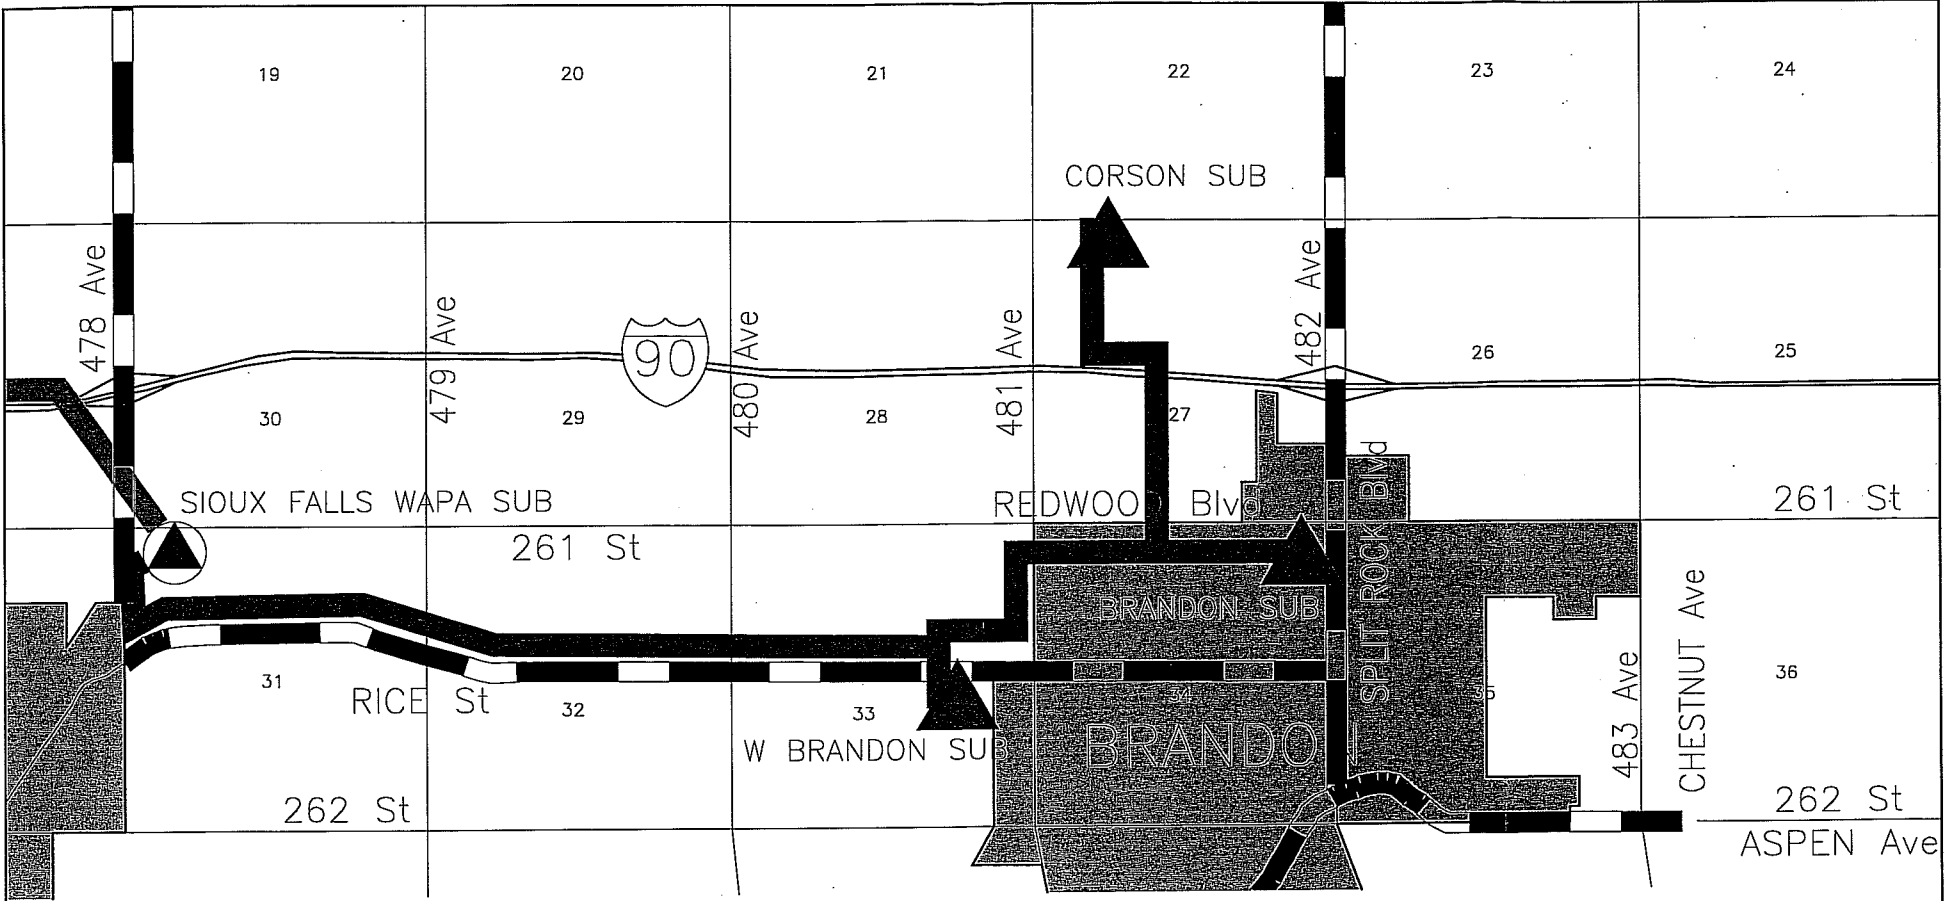 19
20
21
22
23
24
CORSON SUB
478 Ave
479 Ave
480 Ave
481 Ave
482 Ave
90
26
25
30
29
28
27
SIOUX FALLS WAPA SUB
REDWOO Blvd
SPLIT ROCK Blvd
261 St
261 St
BRANDON SUB
31
RICE St
32
33
34
35
36
W BRANDON SUB
BRANDO
483 Ave
CHESTNUT Ave
262 St
262 St
ASPEN Ave